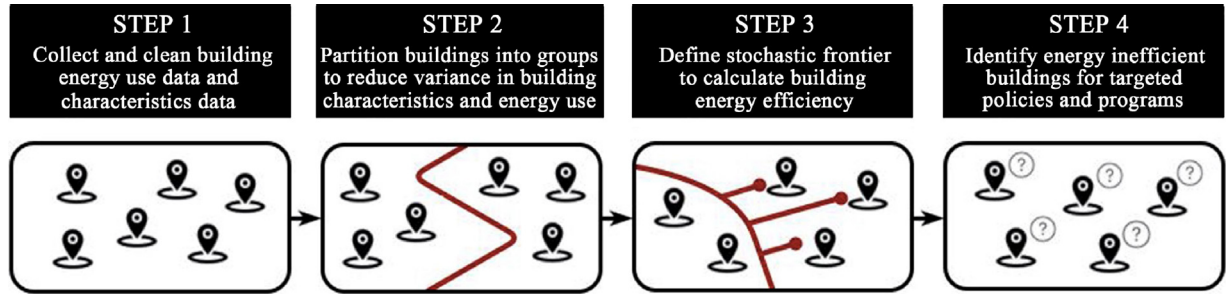 STEP 1
Collect and clean building
energy use data and
characteristics data
STEP 2
Partition buildings into groups
to reduce variance in building
characteristics and energy use
STEP 3
Define stochastic frontier
to calculate building
energy efficiency
STEP 4
Identify energy inefficient
buildings for targeted
policies and programs
?
?
?
?
?